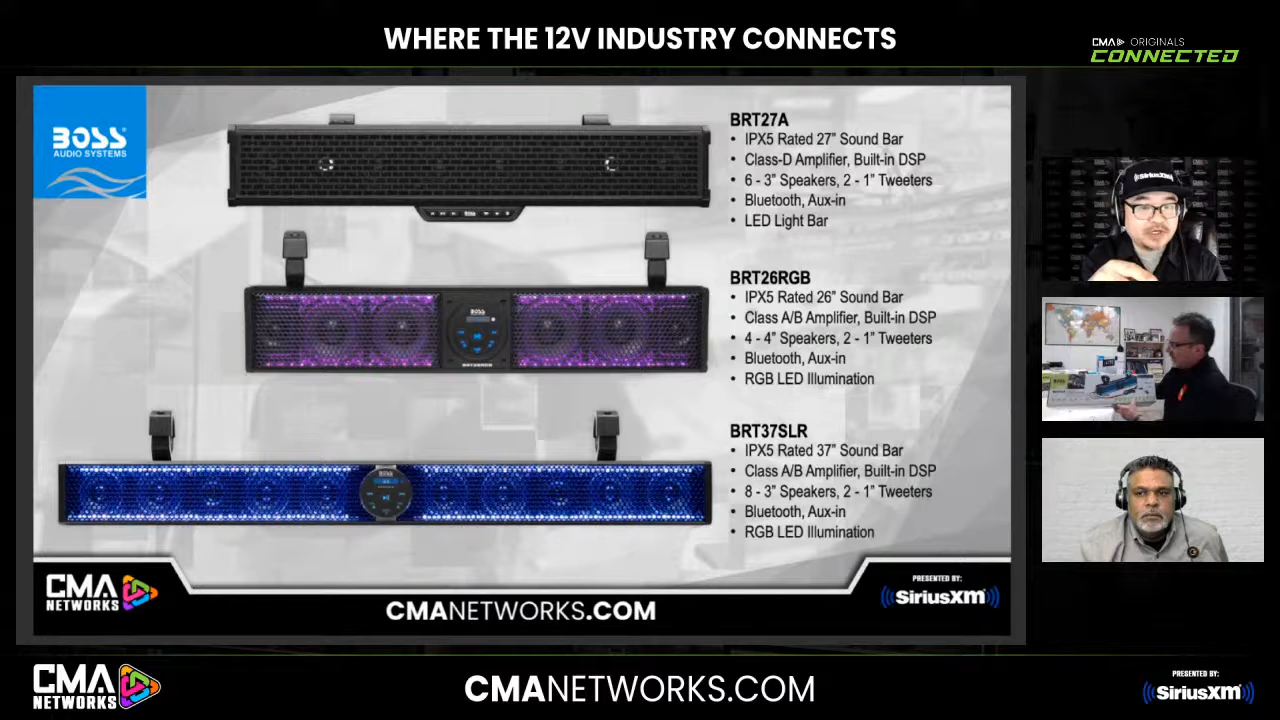 WHERE THE 12V INDUSTRY CONNECTS
CMA ORIGINALS
CONNECTED
BOSS
AUDIO SYSTEMS
BRT27A
• IPX5 Rated 27” Sound Bar
• Class-D Amplifier, Built-in DSP
• 6 - 3” Speakers, 2 - 1” Tweeters
• Bluetooth, Aux-in
• LED Light Bar
BRT26RGB
• IPX5 Rated 26” Sound Bar
• Class A/B Amplifier, Built-in DSP
• 4 - 4” Speakers, 2 - 1” Tweeters
• Bluetooth, Aux-in
• RGB LED Illumination
BOSS
BRT37SLR
• IPX5 Rated 37” Sound Bar
• Class A/B Amplifier, Built-in DSP
• 8 - 3” Speakers, 2 - 1” Tweeters
• Bluetooth, Aux-in
• RGB LED Illumination
BOSS
SiriusXM
BOSS
CMA
NETWORKS
CMANETWORKS.COM
PRESENTED BY:
SiriusXM
CMA
NETWORKS
CMANETWORKS.COM
PRESENTED BY:
SiriusXM